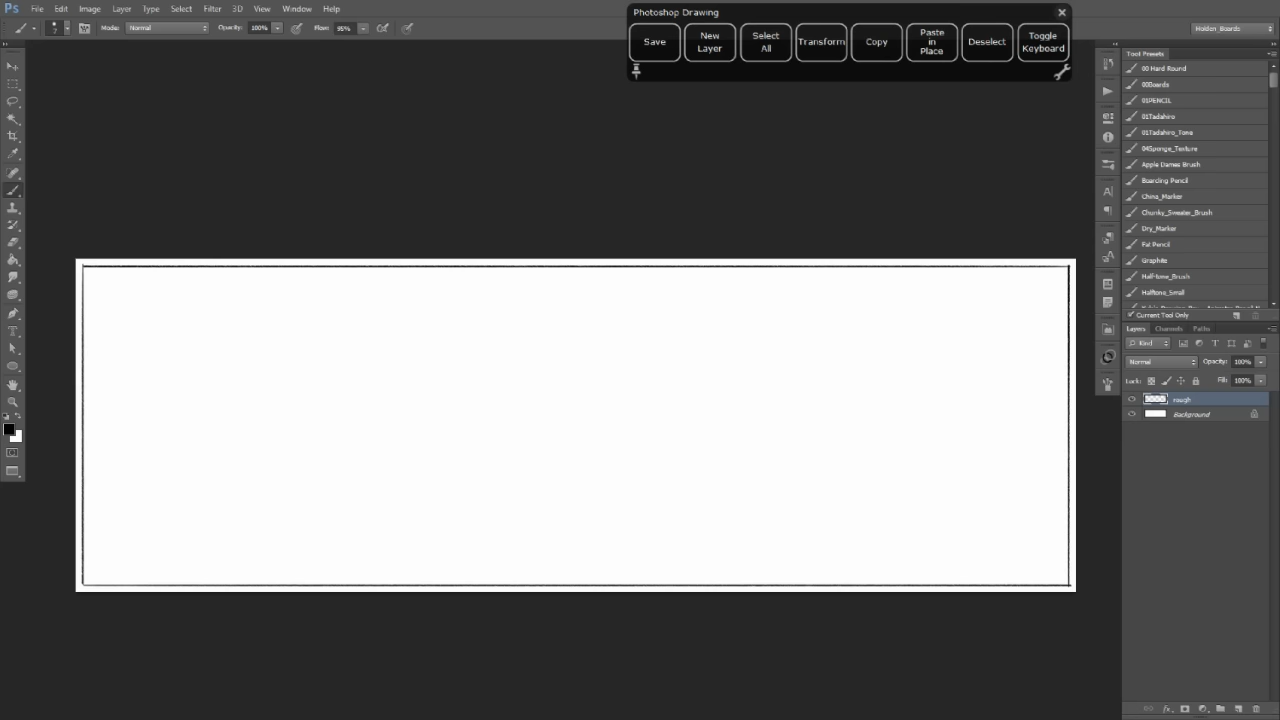 Ps File Edit Image Layer Type Select Filter 3D View Window Help
Mode: Normal Opacity: 100% Flow: 95%
Photoshop Drawing
Save
New Layer
Select All
Transform
Copy
Paste in Place
Deselect
Toggle Keyboard
Holden_Boards
Tool Presets
00 Hard Round
00Boards
01PENCIL
01Tadahiro
01Tadahiro_Tone
04Sponge_Texture
Apple Dames Brush
Boarding Pencil
China_Marker
Chunky_Sweater_Brush
Dry_Marker
Fat Pencil
Graphite
Halftone_Brush
Halftone_Small
Current Tool Only
Layers Channels Paths
Kind
Normal Opacity: 100%
Lock: Fill: 100%
rough
Background